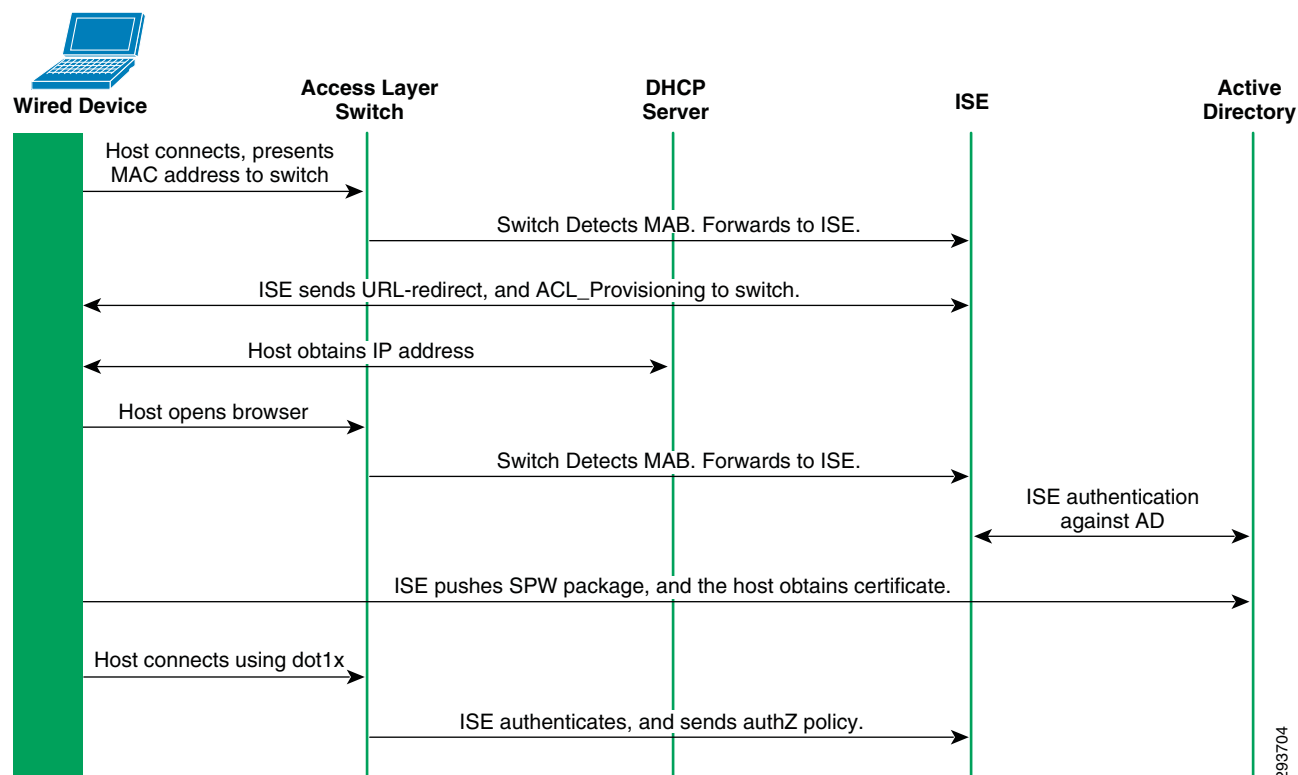 Wired Device
Access Layer
Switch
DHCP
Server
ISE
Active
Directory
Host connects, presents
MAC address to switch
Switch Detects MAB. Forwards to ISE.
ISE sends URL-redirect, and ACL_Provisioning to switch.
Host obtains IP address
Host opens browser
Switch Detects MAB. Forwards to ISE.
ISE authentication
against AD
ISE pushes SPW package, and the host obtains certificate.
Host connects using dot1x
ISE authenticates, and sends authZ policy.
293704